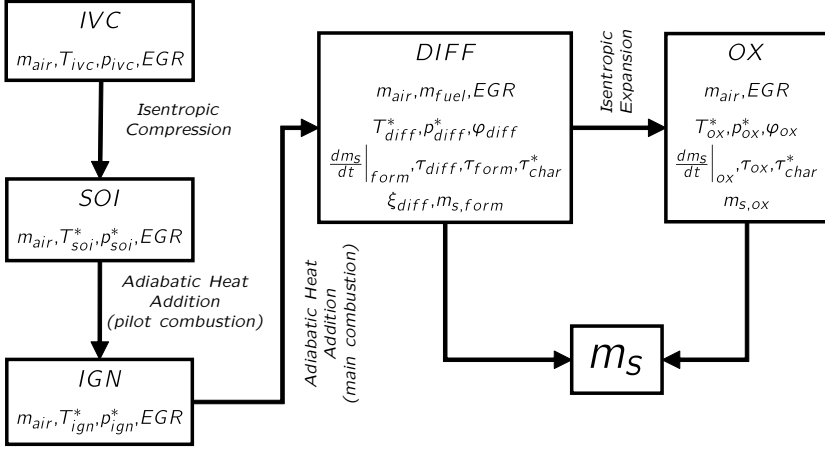 IVC
m_air,T_ivc,p_ivc,EGR
Isentropic
Compression
SOI
m_air,T*_soi,p*_soi,EGR
Adiabatic Heat
Addition
(pilot combustion)
IGN
m_air,T*_ign,p*_ign,EGR
Adiabatic Heat
Addition
(main combustion)
DIFF
m_air,m_fuel,EGR
T*_diff,p*_diff,φ_diff
dm_s/dt|_form,τ_diff,τ_form,τ*_char
ξ_diff,m_s,form
Isentropic
Expansion
OX
m_air,EGR
T*_ox,p*_ox,φ_ox
dm_s/dt|_ox,τ_ox,τ*_char
m_s,ox
m_s